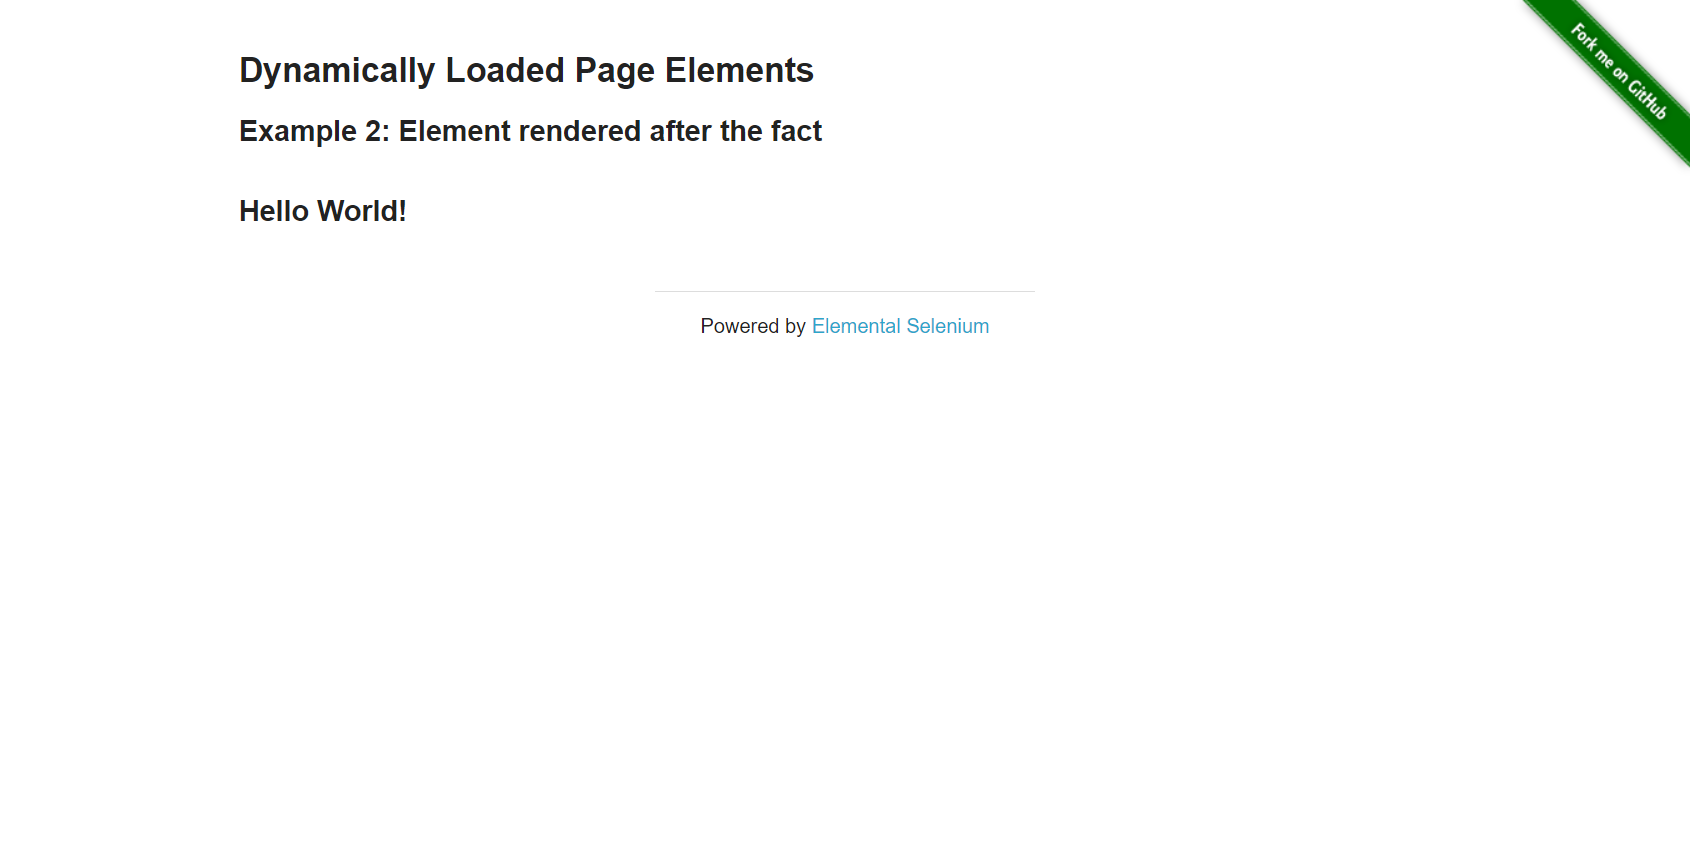 Dynamically Loaded Page Elements
Example 2: Element rendered after the fact
Hello World!
Powered by Elemental Selenium
Fork me on GitHub